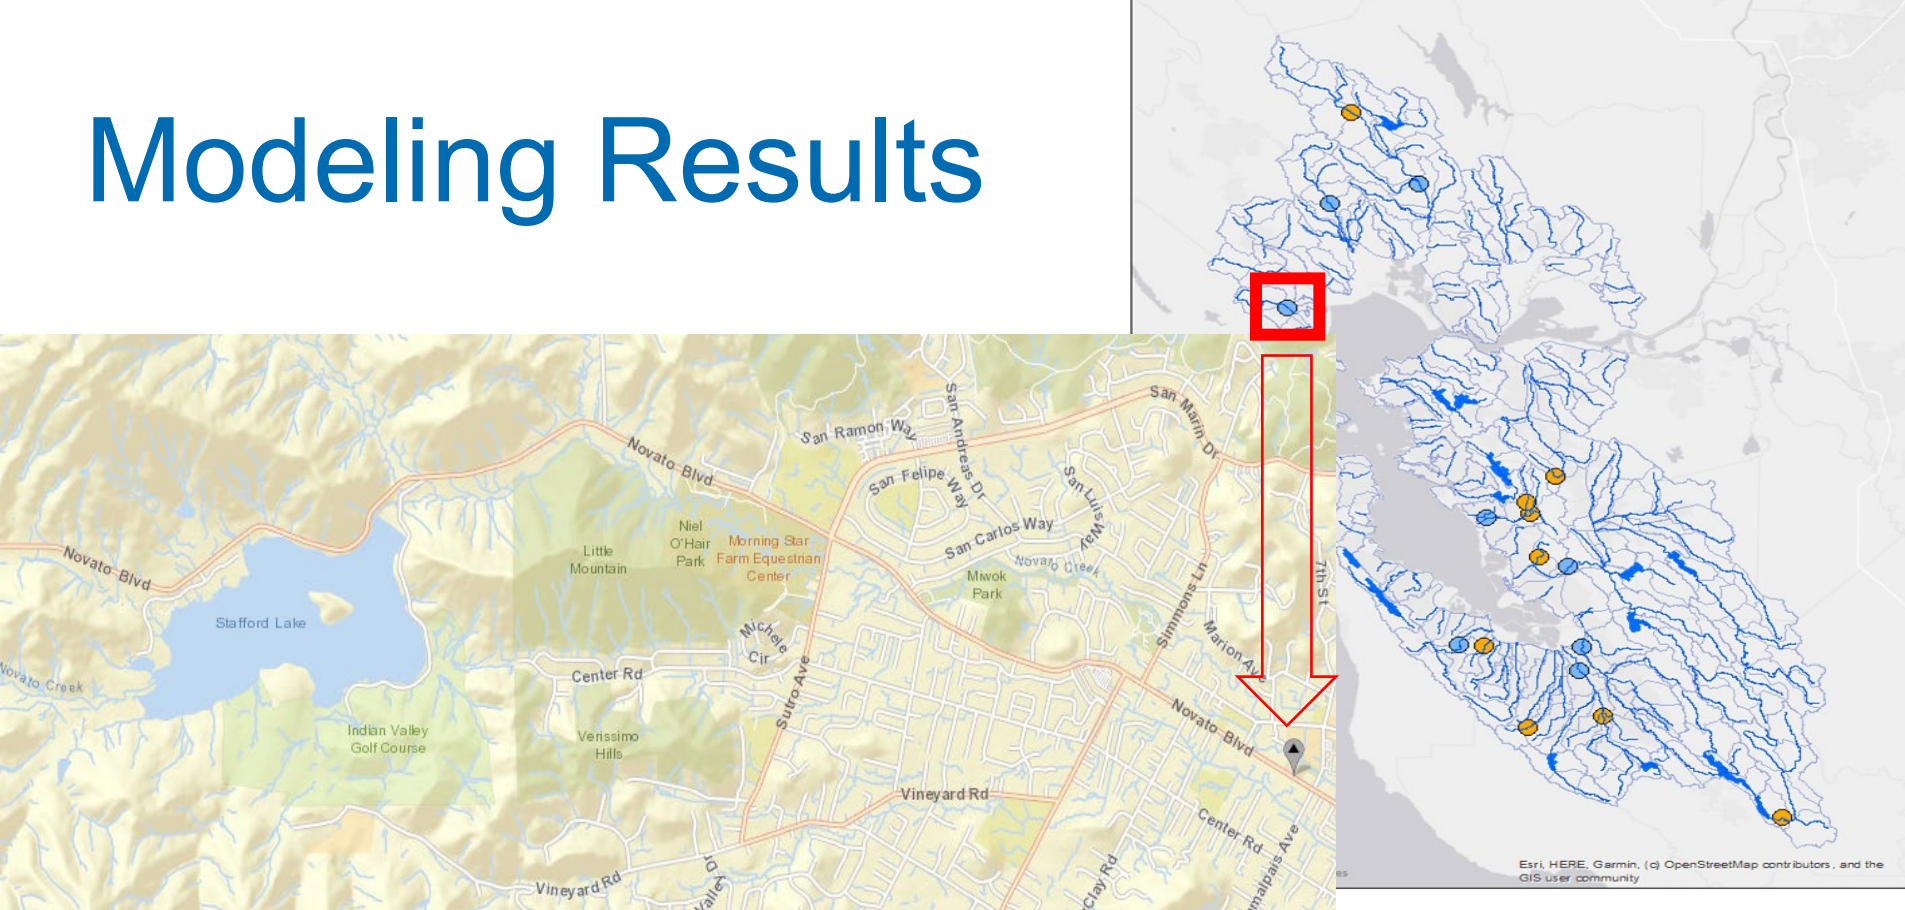 Modeling Results
San Marin Dr
San Andreas Dr
San Ramon Way
Novato Blvd
San Felipe Way
San Luis Way
Niel
O'Hair
Park
Morning Star
Farm Equestrian
Center
Little
Mountain
San Carlos Way
Novato Creek
Novato Blvd
Miwok
Park
7th St
Simmons Ln
Stafford Lake
Michele
Cir
Marion Ave
Novato Creek
Center Rd
Sutro Ave
Indian Valley
Golf Course
Verissimo
Hills
Novato Blvd
Vineyard Rd
Center Rd
Vineyard Rd
Valley
Dr
Clay Rd
malpais Ave
Esri, HERE, Garmin, (c) OpenStreetMap contributors, and the
GIS user community